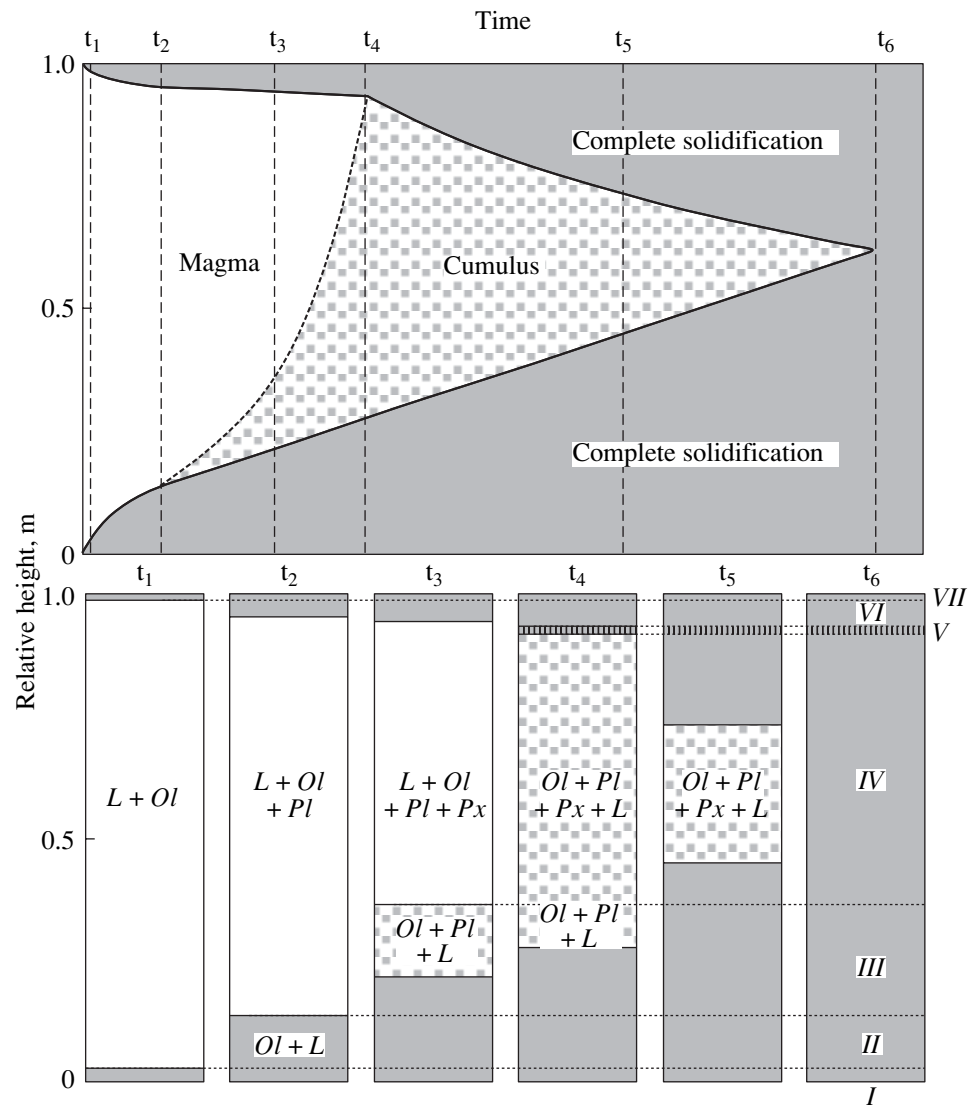 Time
t1 t2 t3 t4 t5 t6
1.0
Complete solidification
Magma
Cumulus
0.5
Complete solidification
0
Relative height, m
t1 t2 t3 t4 t5 t6
1.0
VII
VI
V
L + Ol
L + Ol
+ Pl
L + Ol
+ Pl + Px
Ol + Pl
+ Px + L
Ol + Pl
+ Px + L
IV
0.5
Ol + Pl
+ L
Ol + Pl
+ L
III
Ol + L
II
0
I